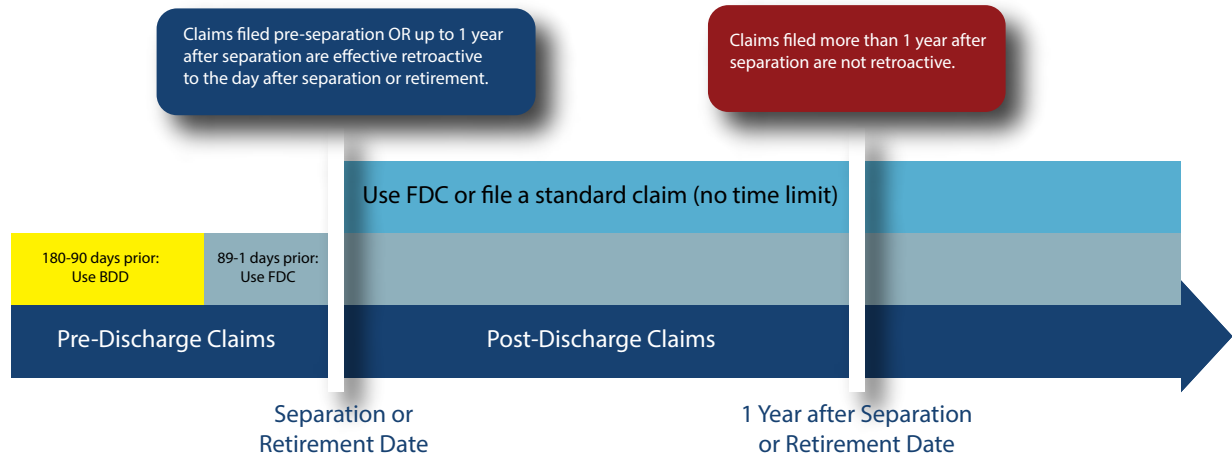 Claims filed pre-separation OR up to 1 year
after separation are effective retroactive
to the day after separation or retirement.
Claims filed more than 1 year after
separation are not retroactive.
Use FDC or file a standard claim (no time limit)
180-90 days prior:
Use BDD
89-1 days prior:
Use FDC
Pre-Discharge Claims
Post-Discharge Claims
Separation or
Retirement Date
1 Year after Separation
or Retirement Date